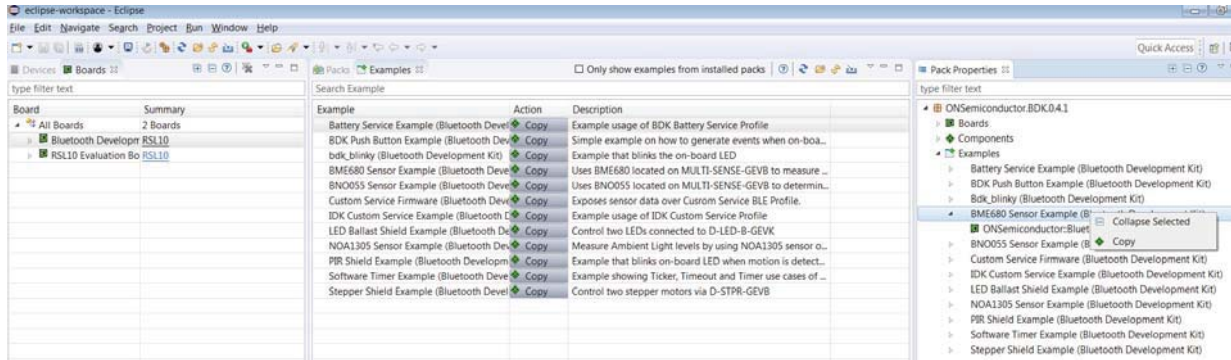 eclipse-workspace - Eclipse
File Edit Navigate Search Project Run Window Help
Quick Access
Devices Boards
Packs Examples
Only show examples from installed packs
Pack Properties
type filter text
Search Example
type filter text
Board Summary
All Boards 2 Boards
Bluetooth Developm RSL10
RSL10 Evaluation Bo RSL10
Example Action Description
Battery Service Example (Bluetooth Devel Copy Example usage of BDK Battery Service Profile
BDK Push Button Example (Bluetooth Dev Copy Simple example on how to generate events when on-boa...
bdk_blinky (Bluetooth Development Kit) Copy Example that blinks the on-board LED
BME680 Sensor Example (Bluetooth Deve Copy Uses BME680 located on MULTI-SENSE-GEVB to measure ...
BNO055 Sensor Example (Bluetooth Deve Copy Uses BNO055 located on MULTI-SENSE-GEVB to determin...
Custom Service Firmware (Bluetooth Deve Copy Exposes sensor data over Cusrom Service BLE Profile.
IDK Custom Service Example (Bluetooth D Copy Example usage of IDK Custom Service Profile
LED Ballast Shield Example (Bluetooth De Copy Control two LEDs connected to D-LED-B-GEVK
NOA1305 Sensor Example (Bluetooth Dev Copy Measure Ambient Light levels by using NOA1305 sensor o...
PIR Shield Example (Bluetooth Developm Copy Example that blinks on-board LED when motion is detect...
Software Timer Example (Bluetooth Deve Copy Example showing Ticker, Timeout and Timer use cases of ...
Stepper Shield Example (Bluetooth Devel Copy Control two stepper motors via D-STPR-GEVB
ONSemiconductor.BDK.0.4.1
Boards
Components
Examples
Battery Service Example (Bluetooth Development Kit)
BDK Push Button Example (Bluetooth Development Kit)
Bdk_blinky (Bluetooth Development Kit)
BME680 Sensor Example
ONSemiconductor::Bluet
BNO055 Sensor Example (B
Custom Service Firmware (Bluetooth Development Kit)
IDK Custom Service Example (Bluetooth Development Kit)
LED Ballast Shield Example (Bluetooth Development Kit)
NOA1305 Sensor Example (Bluetooth Development Kit)
PIR Shield Example (Bluetooth Development Kit)
Software Timer Example (Bluetooth Development Kit)
Stepper Shield Example (Bluetooth Development Kit)
Collapse Selected
Copy